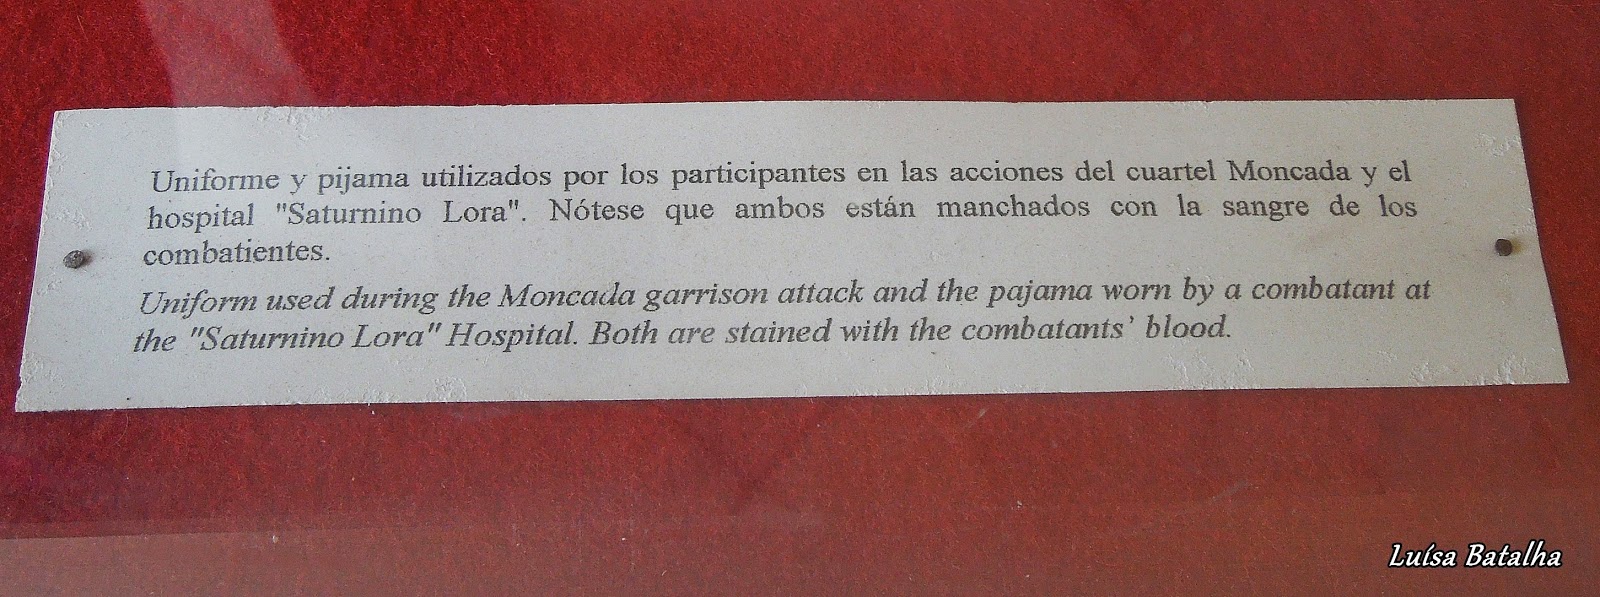 Uniforme y pijama utilizados por los participantes en las acciones del cuartel Moncada y el
hospital "Saturnino Lora". Nótese que ambos están manchados con la sangre de los
combatientes.
Uniform used during the Moncada garrison attack and the pajama worn by a combatant at
the "Saturnino Lora" Hospital. Both are stained with the combatants’ blood.
Luísa Batalha